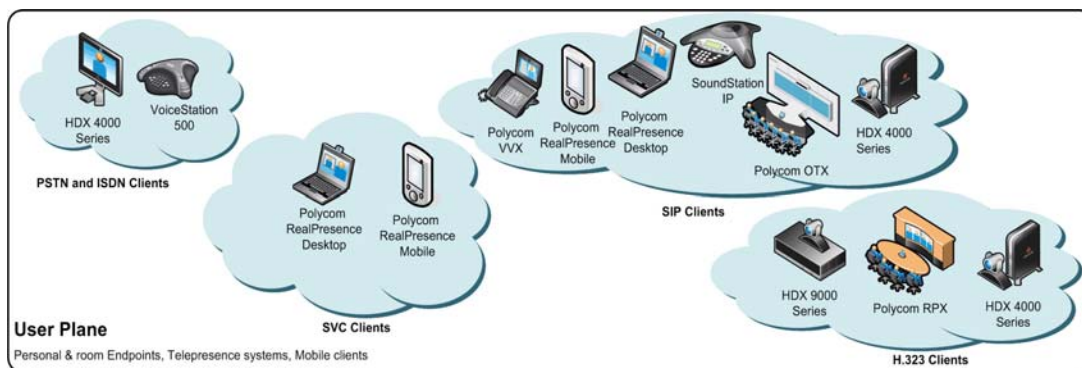 HDX 4000
Series
VoiceStation
500
PSTN and ISDN Clients
Polycom
RealPresence
Desktop
Polycom
RealPresence
Mobile
SVC Clients
Polycom
VVX
Polycom
RealPresence
Mobile
Polycom
RealPresence
Desktop
SoundStation
IP
Polycom OTX
HDX 4000
Series
SIP Clients
HDX 9000
Series
Polycom RPX
HDX 4000
Series
H.323 Clients
User Plane
Personal & room Endpoints, Telepresence systems, Mobile clients